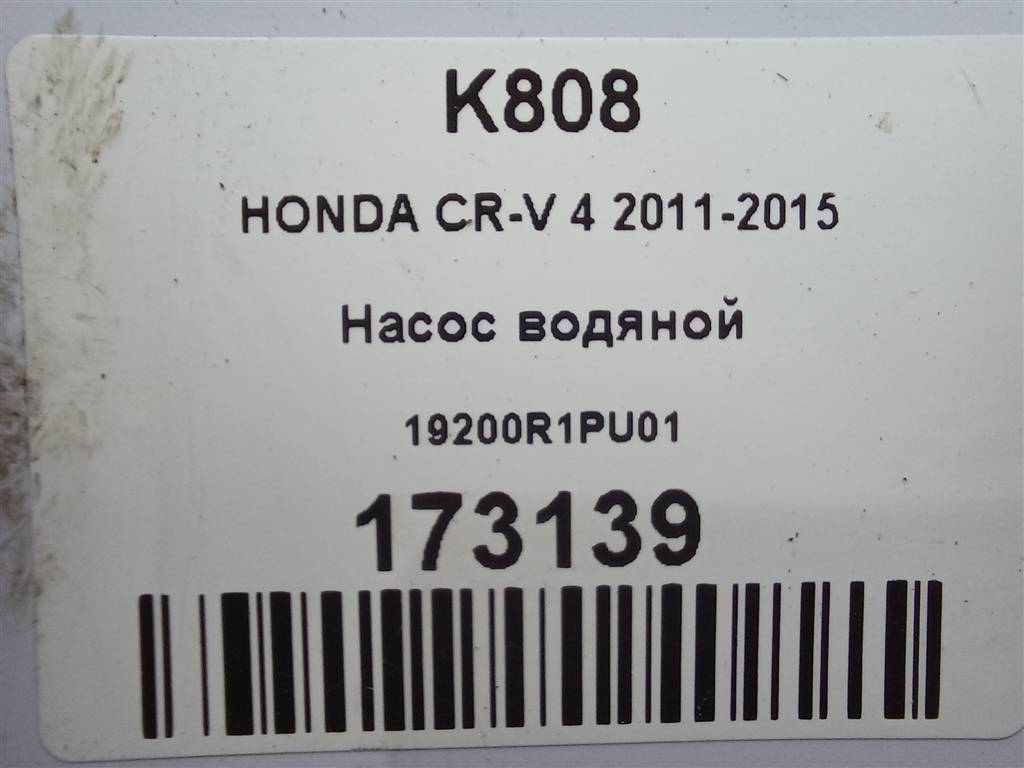 K808
HONDA CR-V 4 2011-2015
Насос водяной
19200R1PU01
173139